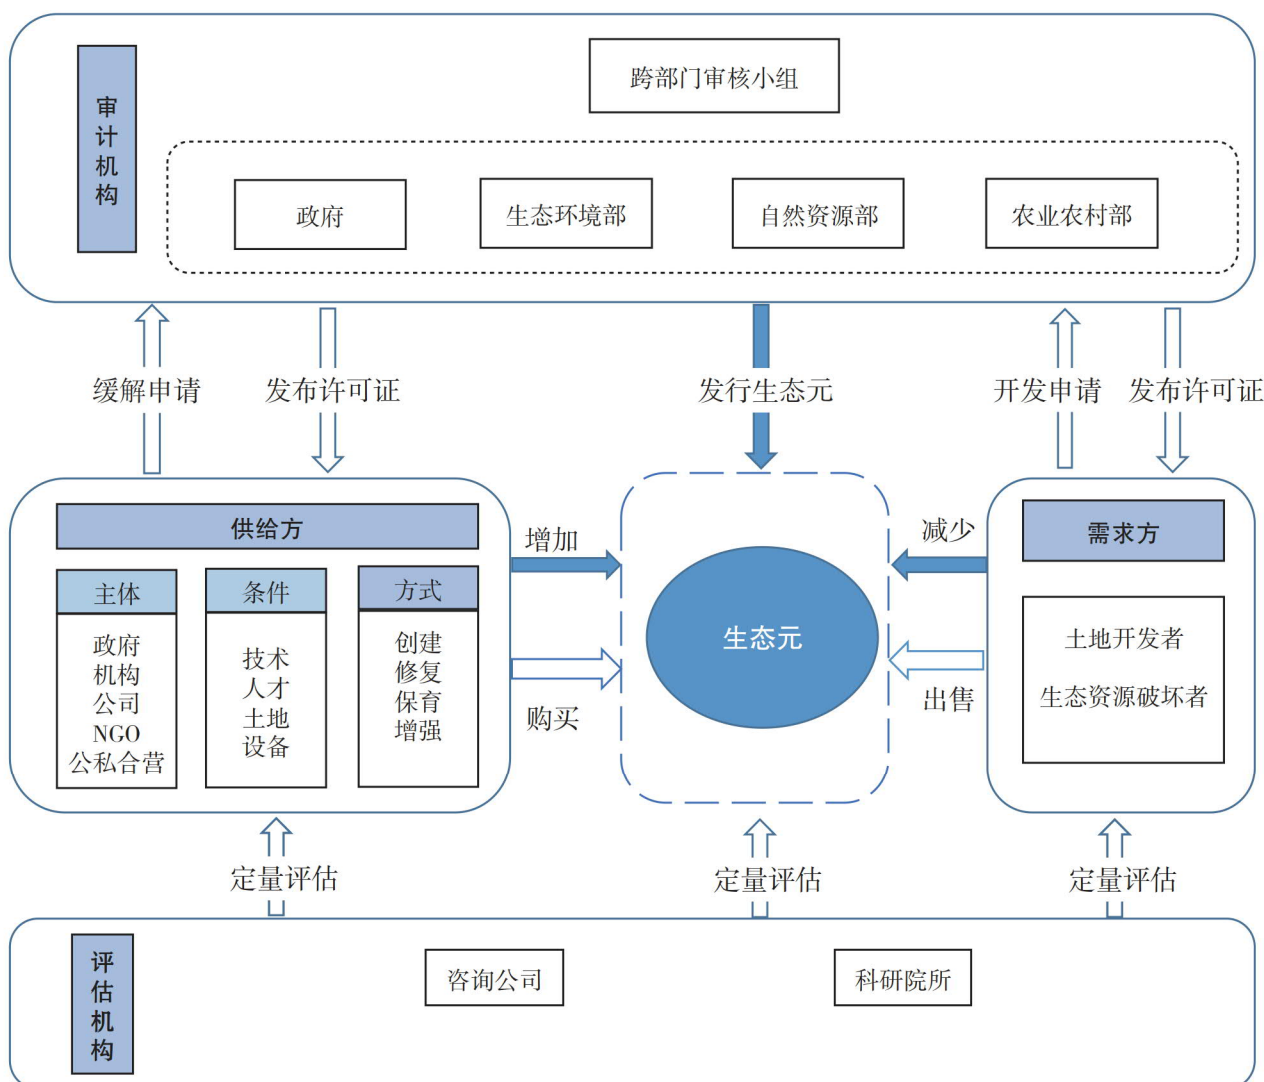 审计机构
跨部门审核小组
政府
生态环境部
自然资源部
农业农村部
缓解申请
发布许可证
发行生态元
开发申请
发布许可证
供给方
主体
政府
机构
公司
NGO
公私合营
条件
技术
人才
土地
设备
方式
创建
修复
保育
增强
增加
购买
生态元
减少
出售
需求方
土地开发者
生态资源破坏者
定量评估
定量评估
定量评估
评估机构
咨询公司
科研院所